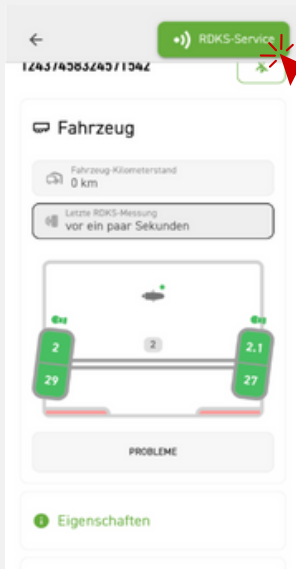 RDKS-Service
12437458324571542
Fahrzeug
Fahrzeug-Kilometerstand
0 km
Letzte RDKS-Messung
vor ein paar Sekunden
2
2
2.1
29
27
PROBLEME
Eigenschaften